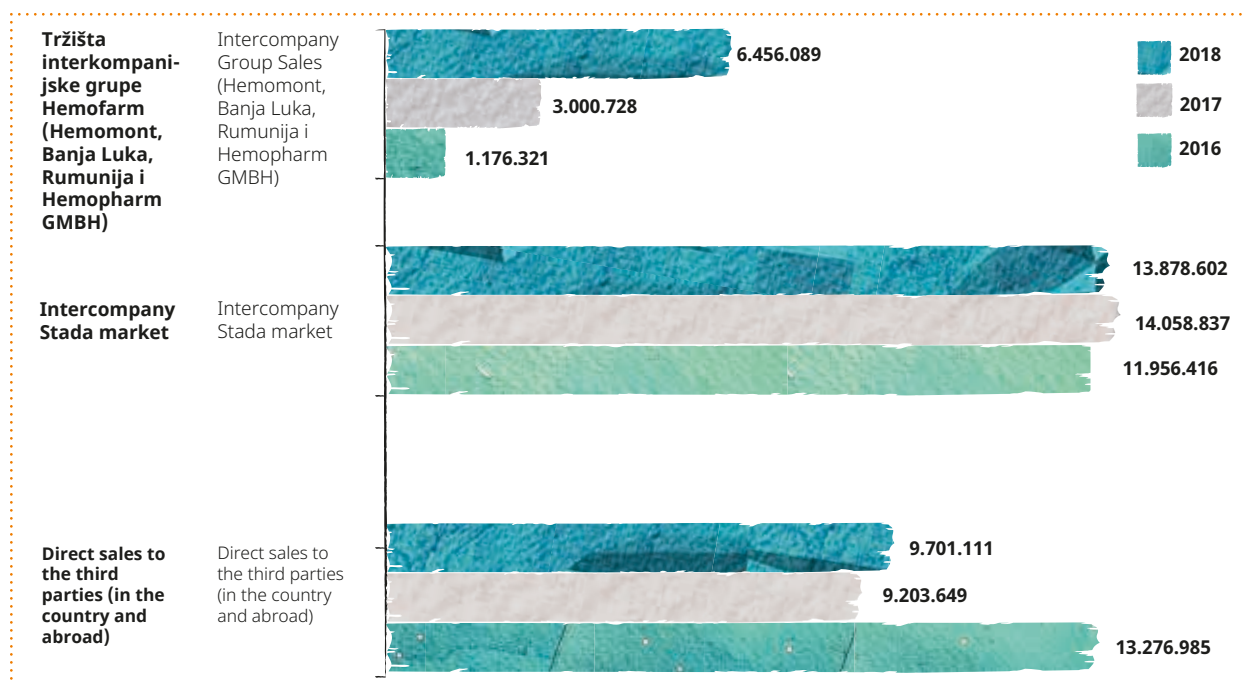 Tržišta
interkompani-
jske grupe
Hemofarm
(Hemomont,
Banja Luka,
Rumunija i
Hemopharm
GMBH)
Intercompany
Group Sales
(Hemomont,
Banja Luka,
Rumunija i
Hemopharm
GMBH)
6.456.089
3.000.728
1.176.321
2018
2017
2016
Intercompany
Stada market
Intercompany
Stada market
13.878.602
14.058.837
11.956.416
Direct sales to
the third
parties (in the
country and
abroad)
Direct sales to
the third parties
(in the country
and abroad)
9.701.111
9.203.649
13.276.985